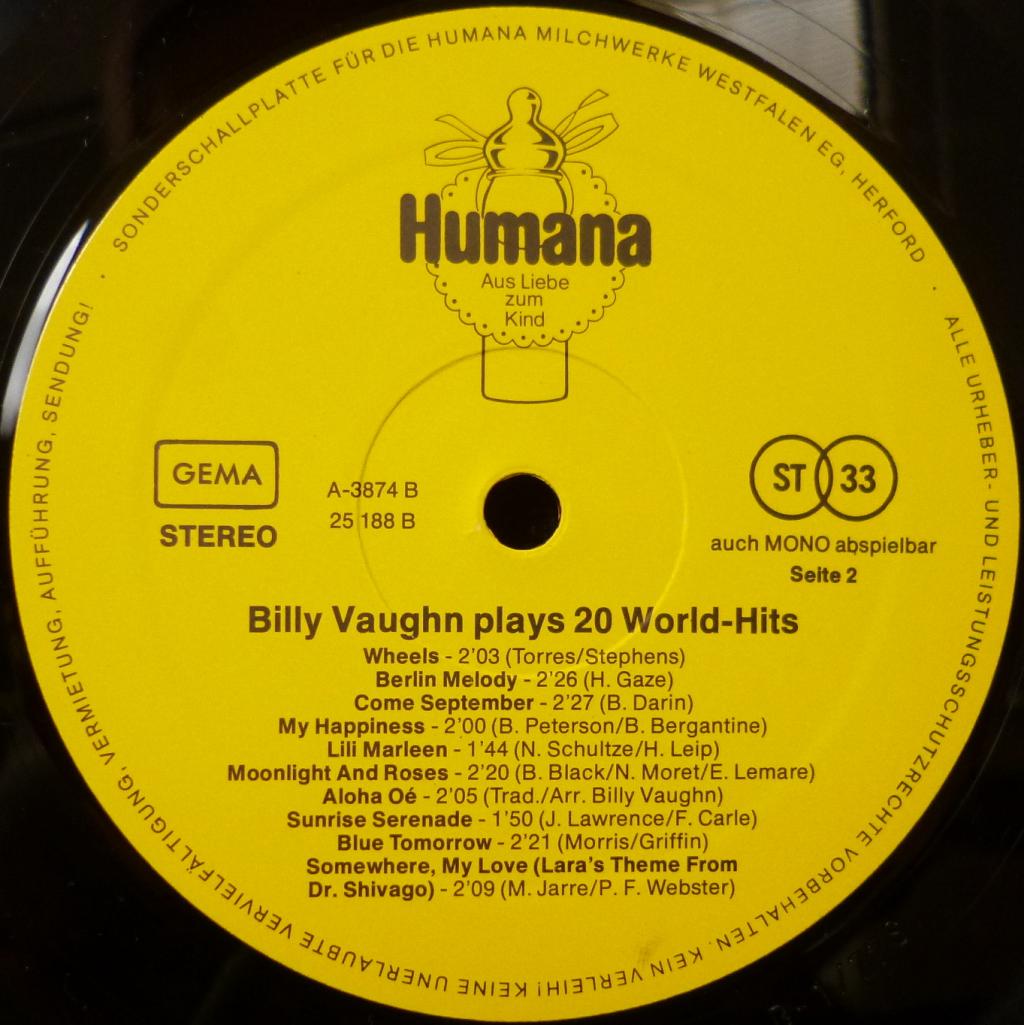 SONDERSCHALLPLATTE FÜR DIE HUMANA MILCHWERKE WESTFALEN EG, HERFORD
· ALLE URHEBER- UND LEISTUNGSSCHUTZRECHTE VORBEHALTEN. KEIN VERLEIH! KEINE UNERLAUBTE VERVIELFÄLTIGUNG, VERMIETUNG, AUFFÜHRUNG, SENDUNG! ·
Humana
Aus Liebe
zum
Kind
GEMA
STEREO
A-3874 B
25 188 B
ST 33
auch MONO abspielbar
Seite 2
Billy Vaughn plays 20 World-Hits
Wheels - 2'03 (Torres/Stephens)
Berlin Melody - 2'26 (H. Gaze)
Come September - 2'27 (B. Darin)
My Happiness - 2'00 (B. Peterson/B. Bergantine)
Lili Marleen - 1'44 (N. Schultze/H. Leip)
Moonlight And Roses - 2'20 (B. Black/N. Moret/E. Lemare)
Aloha Oé - 2'05 (Trad./Arr. Billy Vaughn)
Sunrise Serenade - 1'50 (J. Lawrence/F. Carle)
Blue Tomorrow - 2'21 (Morris/Griffin)
Somewhere, My Love (Lara's Theme From
Dr. Shivago) - 2'09 (M. Jarre/P. F. Webster)